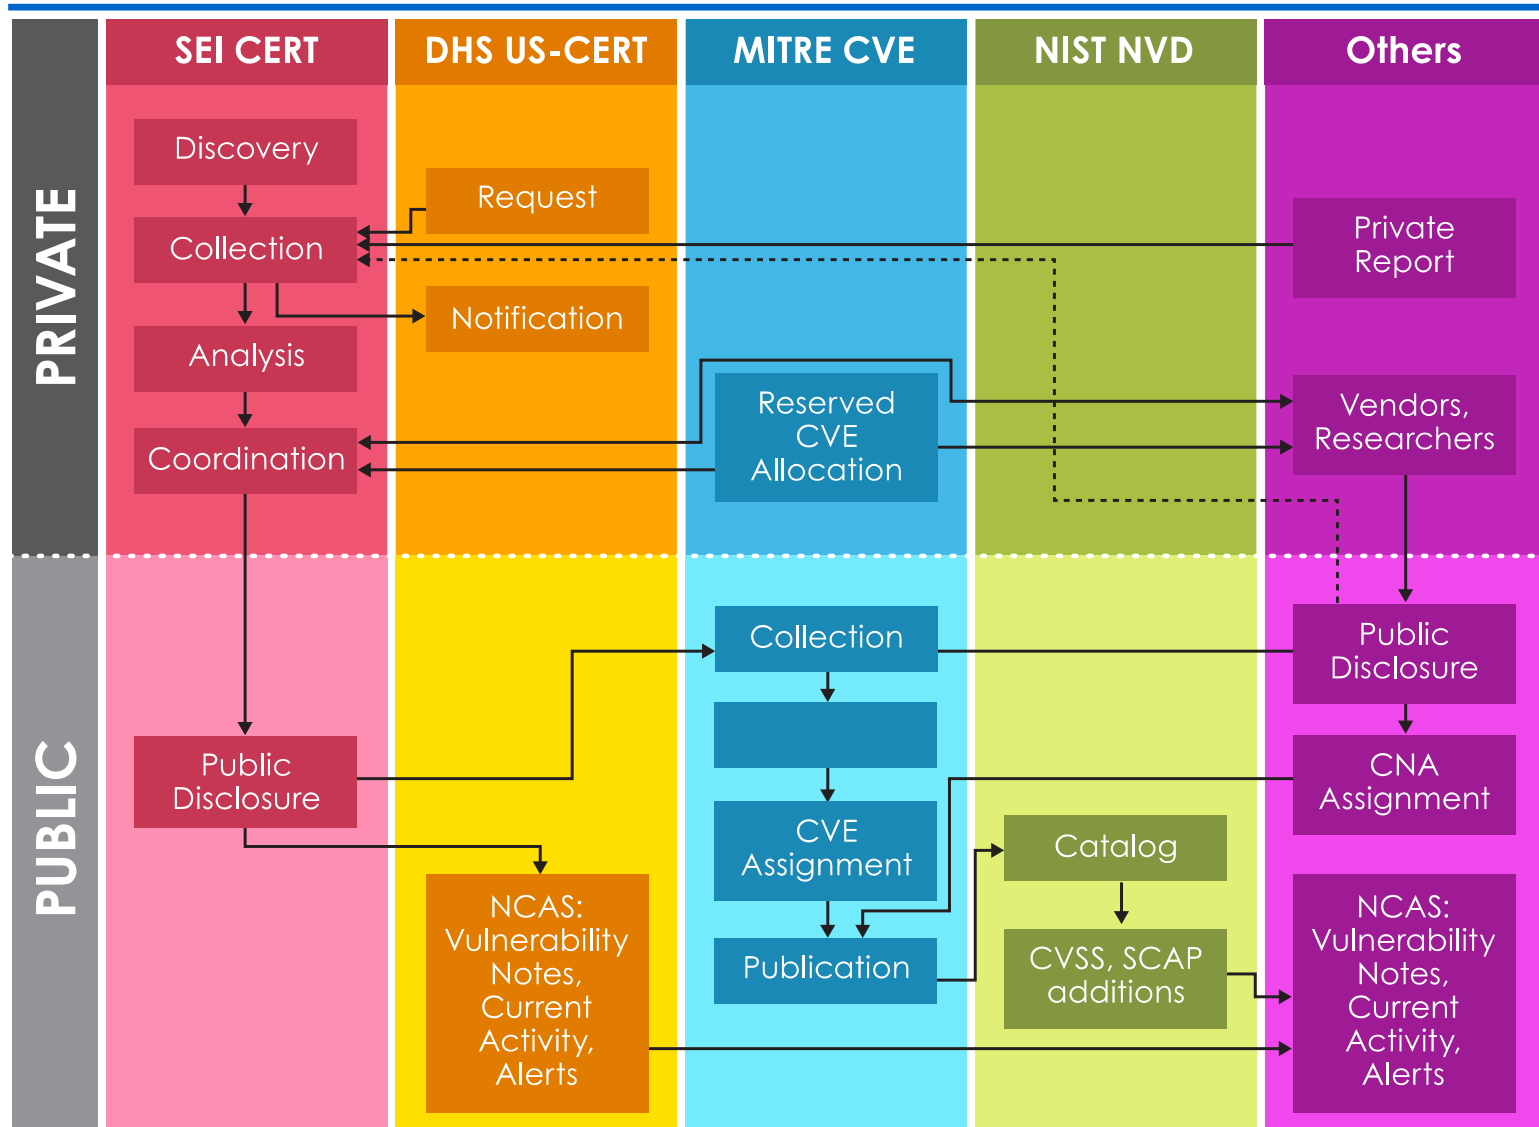 SEI CERT
DHS US-CERT
MITRE CVE
NIST NVD
Others
PRIVATE
Discovery
Collection
Analysis
Coordination
Request
Notification
Reserved
CVE
Allocation
Private
Report
Vendors,
Researchers
PUBLIC
Public
Disclosure
NCAS:
Vulnerability
Notes,
Current
Activity,
Alerts
Collection
CVE
Assignment
Publication
Catalog
CVSS, SCAP
additions
Public
Disclosure
CNA
Assignment
NCAS:
Vulnerability
Notes,
Current
Activity,
Alerts